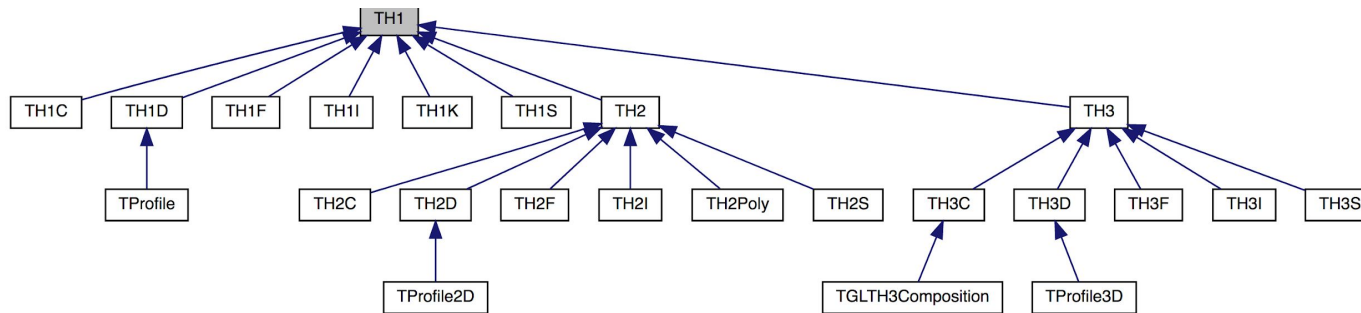 TH1
TH1C TH1D TH1F TH1I TH1K TH1S TH2 TH3
TProfile TH2C TH2D TH2F TH2I TH2Poly TH2S TH3C TH3D TH3F TH3I TH3S
TProfile2D TGLTH3Composition TProfile3D